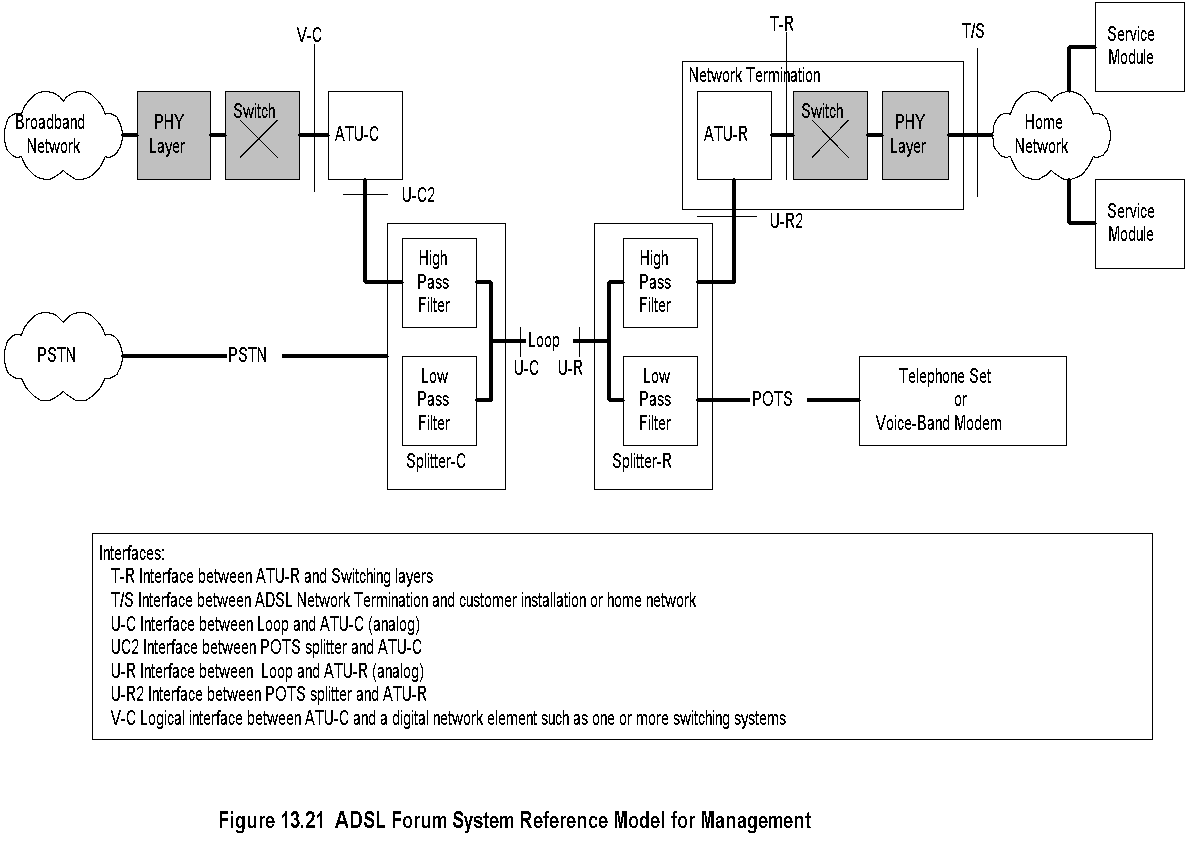 V-C
T-R
T/S
Service
Module
Network Termination
Broadband
Network
PHY
Layer
Switch
ATU-C
ATU-R
Switch
PHY
Layer
Home
Network
U-C2
U-R2
Service
Module
High
Pass
Filter
High
Pass
Filter
PSTN
PSTN
Loop
U-C
U-R
Low
Pass
Filter
Low
Pass
Filter
POTS
Telephone Set
or
Voice-Band Modem
Splitter-C
Splitter-R
Interfaces:
T-R Interface between ATU-R and Switching layers
T/S Interface between ADSL Network Termination and customer installation or home network
U-C Interface between Loop and ATU-C (analog)
UC2 Interface between POTS splitter and ATU-C
U-R Interface between Loop and ATU-R (analog)
U-R2 Interface between POTS splitter and ATU-R
V-C Logical interface between ATU-C and a digital network element such as one or more switching systems
Figure 13.21 ADSL Forum System Reference Model for Management